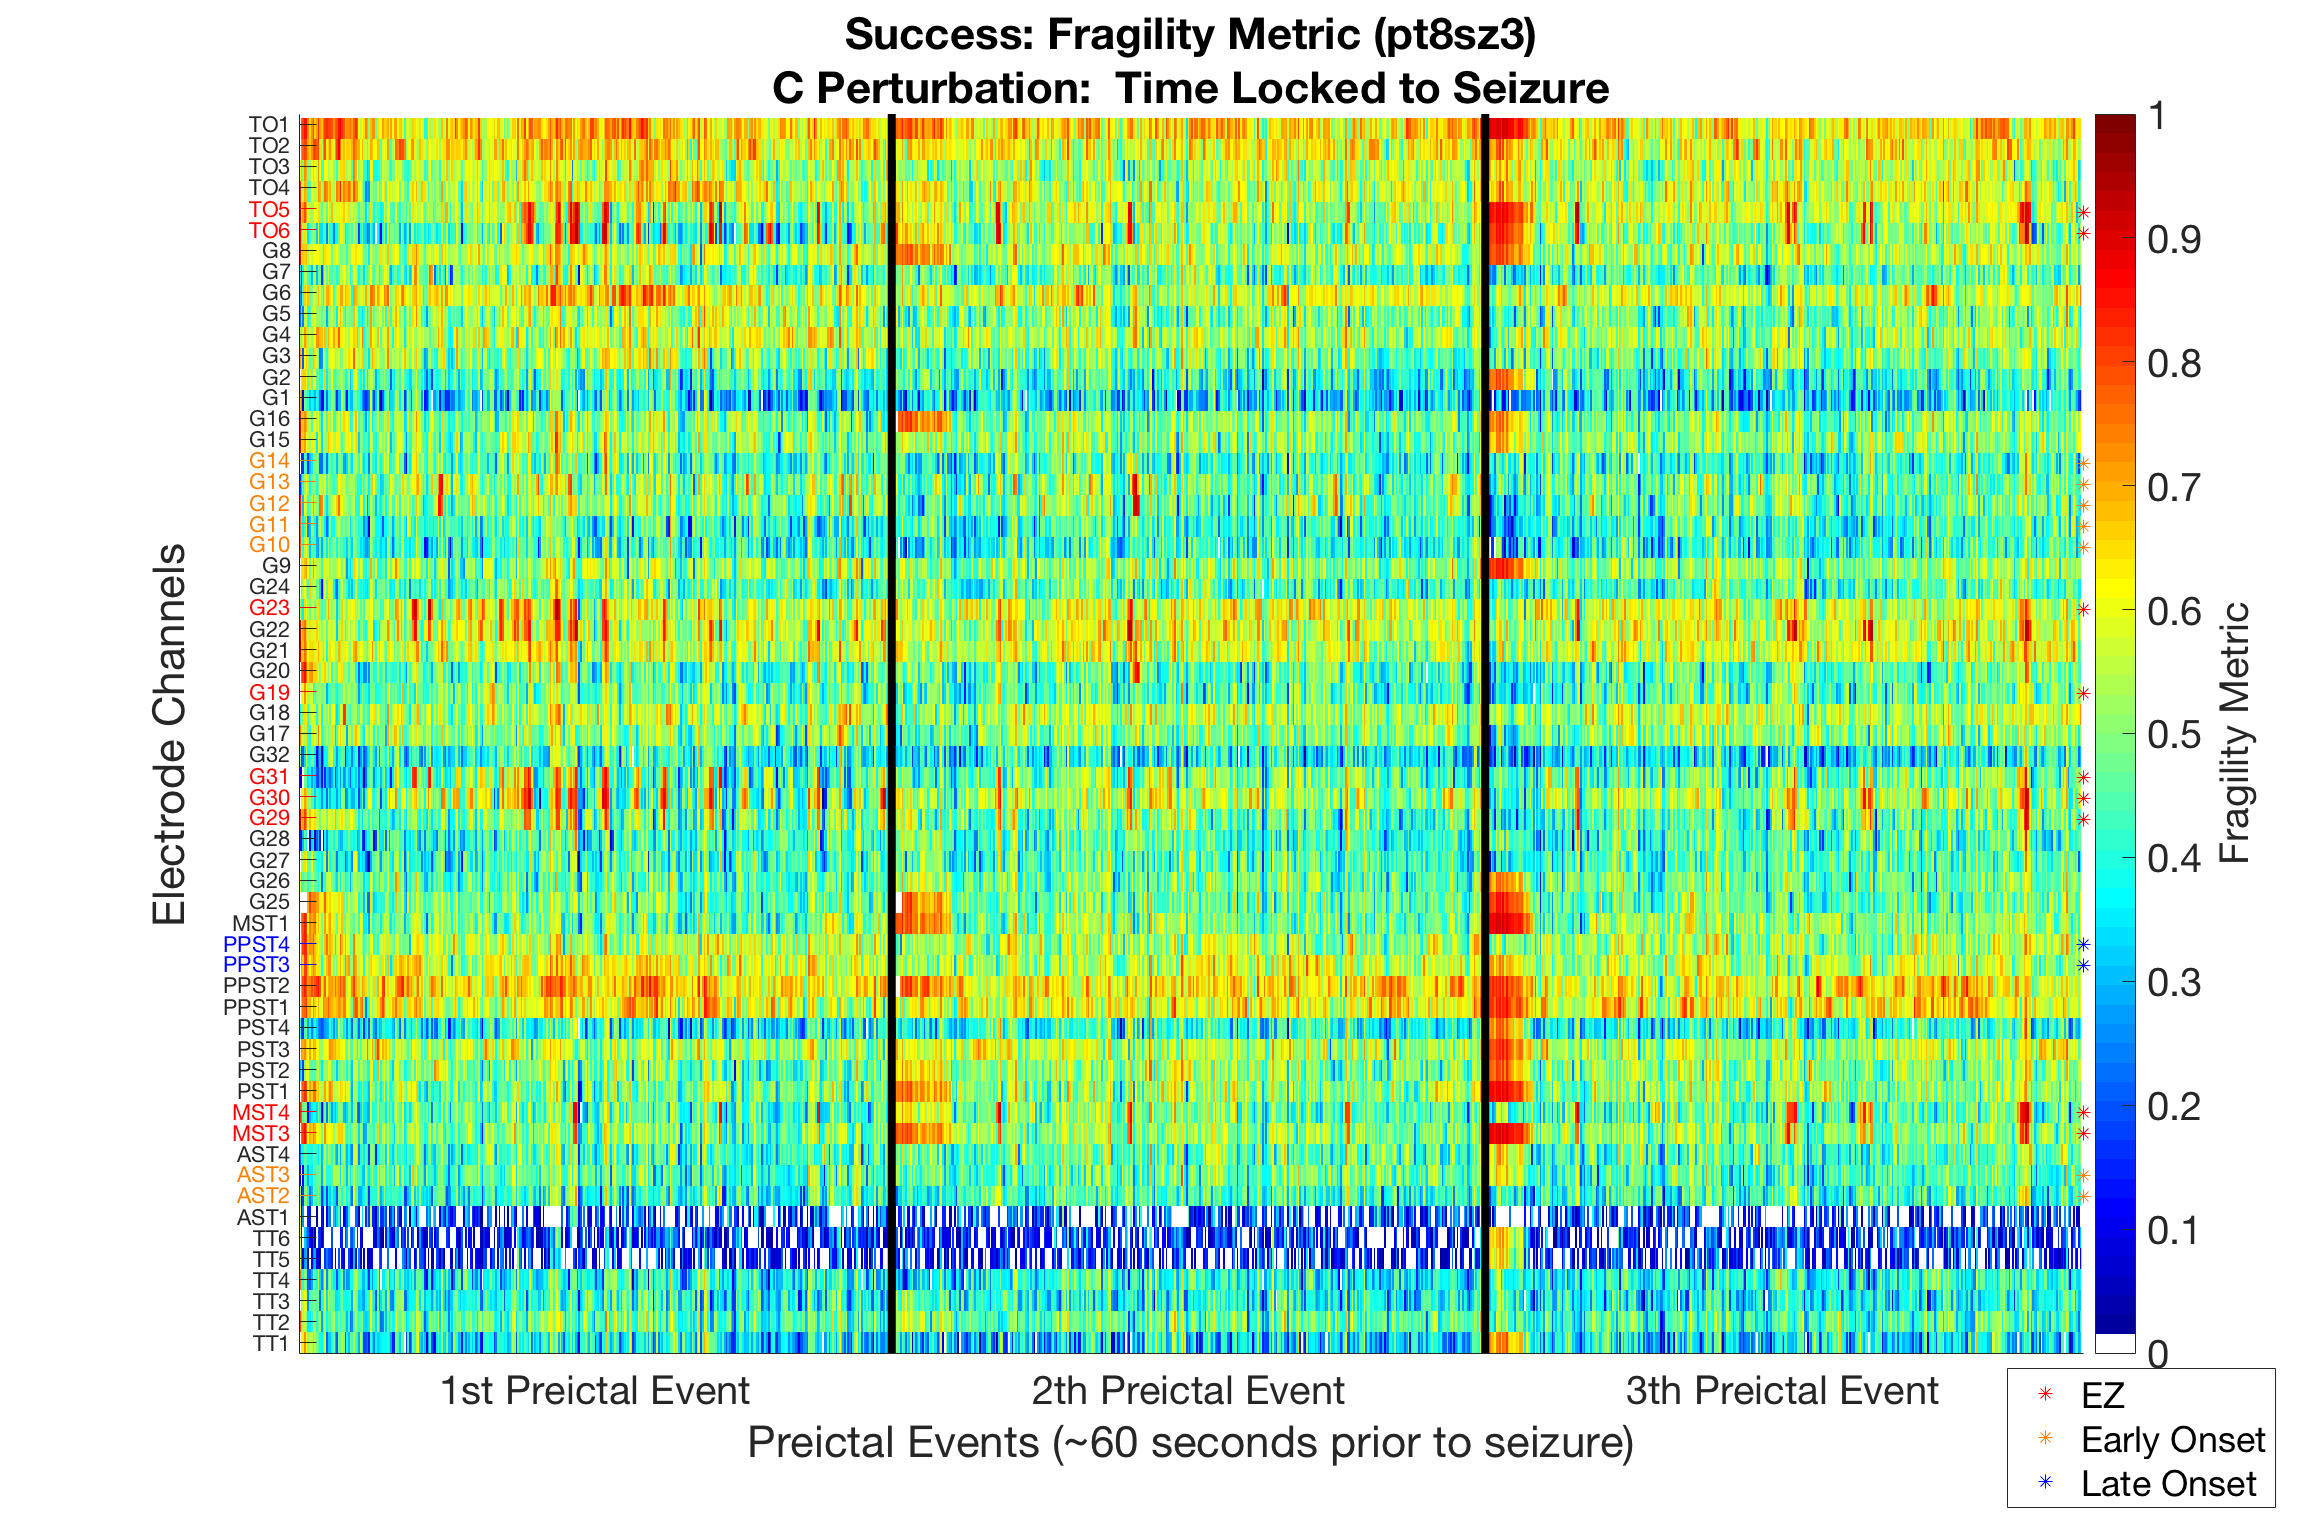 Success: Fragility Metric (pt8sz3)
C Perturbation:  Time Locked to Seizure
Electrode Channels
TO1
TO2
TO3
TO4
TO5
TO6
G8
G7
G6
G5
G4
G3
G2
G1
G16
G15
G14
G13
G12
G11
G10
G9
G24
G23
G22
G21
G20
G19
G18
G17
G32
G31
G30
G29
G28
G27
G26
G25
MST1
PPST4
PPST3
PPST2
PPST1
PST4
PST3
PST2
PST1
MST4
MST3
AST4
AST3
AST2
AST1
TT6
TT5
TT4
TT3
TT2
TT1
1st Preictal Event
2th Preictal Event
3th Preictal Event
Preictal Events (~60 seconds prior to seizure)
1
0.9
0.8
0.7
0.6
0.5
0.4
0.3
0.2
0.1
0
Fragility Metric
EZ
Early Onset
Late Onset